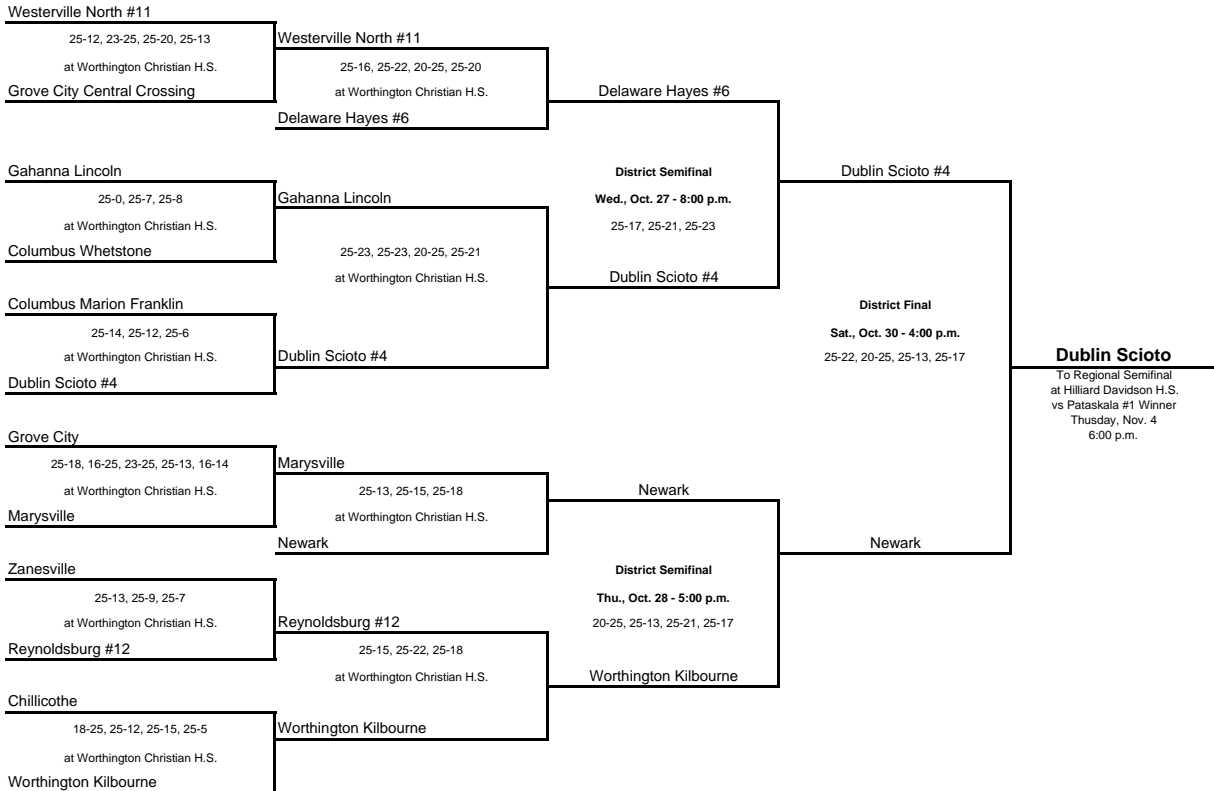 Westerville North #11
25-12, 23-25, 25-20, 25-13
at Worthington Christian H.S.
Grove City Central Crossing
Gahanna Lincoln
25-0, 25-7, 25-8
at Worthington Christian H.S.
Columbus Whetstone
Columbus Marion Franklin
25-14, 25-12, 25-6
at Worthington Christian H.S.
Dublin Scioto #4
Grove City
25-18, 16-25, 23-25, 25-13, 16-14
at Worthington Christian H.S.
Marysville
Zanesville
25-13, 25-9, 25-7
at Worthington Christian H.S.
Reynoldsburg #12
Chillicothe
18-25, 25-12, 25-15, 25-5
at Worthington Christian H.S.
Worthington Kilbourne
Westerville North #11
25-16, 25-22, 20-25, 25-20
at Worthington Christian H.S.
Delaware Hayes #6
Gahanna Lincoln
25-23, 25-23, 20-25, 25-21
at Worthington Christian H.S.
Dublin Scioto #4
Marysville
25-13, 25-15, 25-18
at Worthington Christian H.S.
Newark
Reynoldsburg #12
25-15, 25-22, 25-18
at Worthington Christian H.S.
Worthington Kilbourne
Delaware Hayes #6
District Semifinal
Wed., Oct. 27 - 8:00 p.m.
25-17, 25-21, 25-23
Dublin Scioto #4
Newark
District Semifinal
Thu., Oct. 28 - 5:00 p.m.
20-25, 25-13, 25-21, 25-17
Worthington Kilbourne
Dublin Scioto #4
District Final
Sat., Oct. 30 - 4:00 p.m.
25-22, 20-25, 25-13, 25-17
Newark
Dublin Scioto
To Regional Semifinal
at Hilliard Davidson H.S.
vs Pataskala #1 Winner
Thusday, Nov. 4
6:00 p.m.